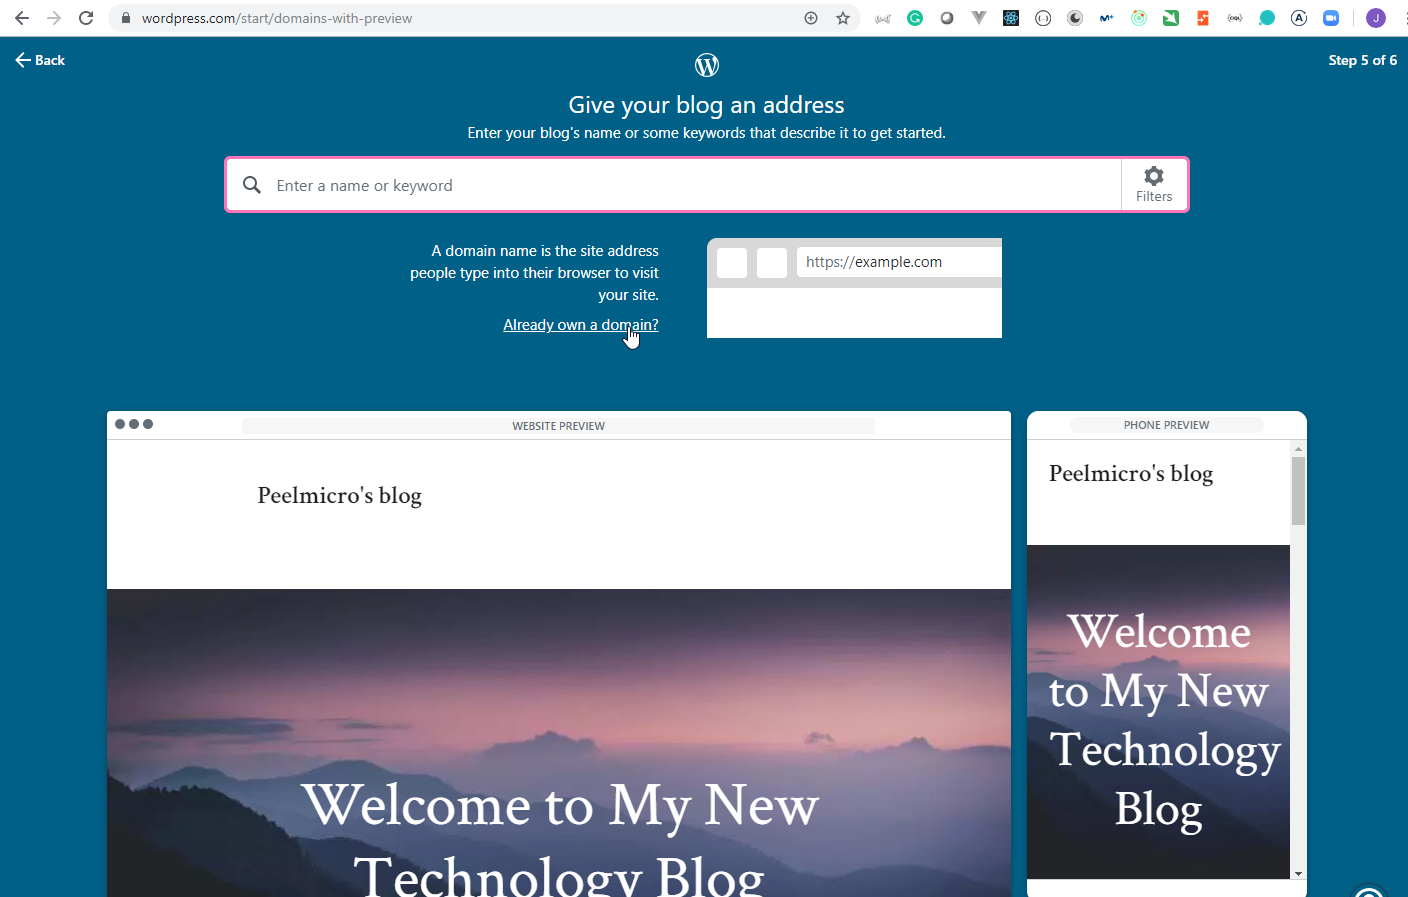 wordpress.com/start/domains-with-preview
Back
Step 5 of 6
Give your blog an address
Enter your blog's name or some keywords that describe it to get started.
Enter a name or keyword
Filters
A domain name is the site address
people type into their browser to visit
your site.
Already own a domain?
https://example.com
WEBSITE PREVIEW
Peelmicro's blog
Welcome to My New
Technology Blog
PHONE PREVIEW
Peelmicro's blog
Welcome
to My New
Technology
Blog